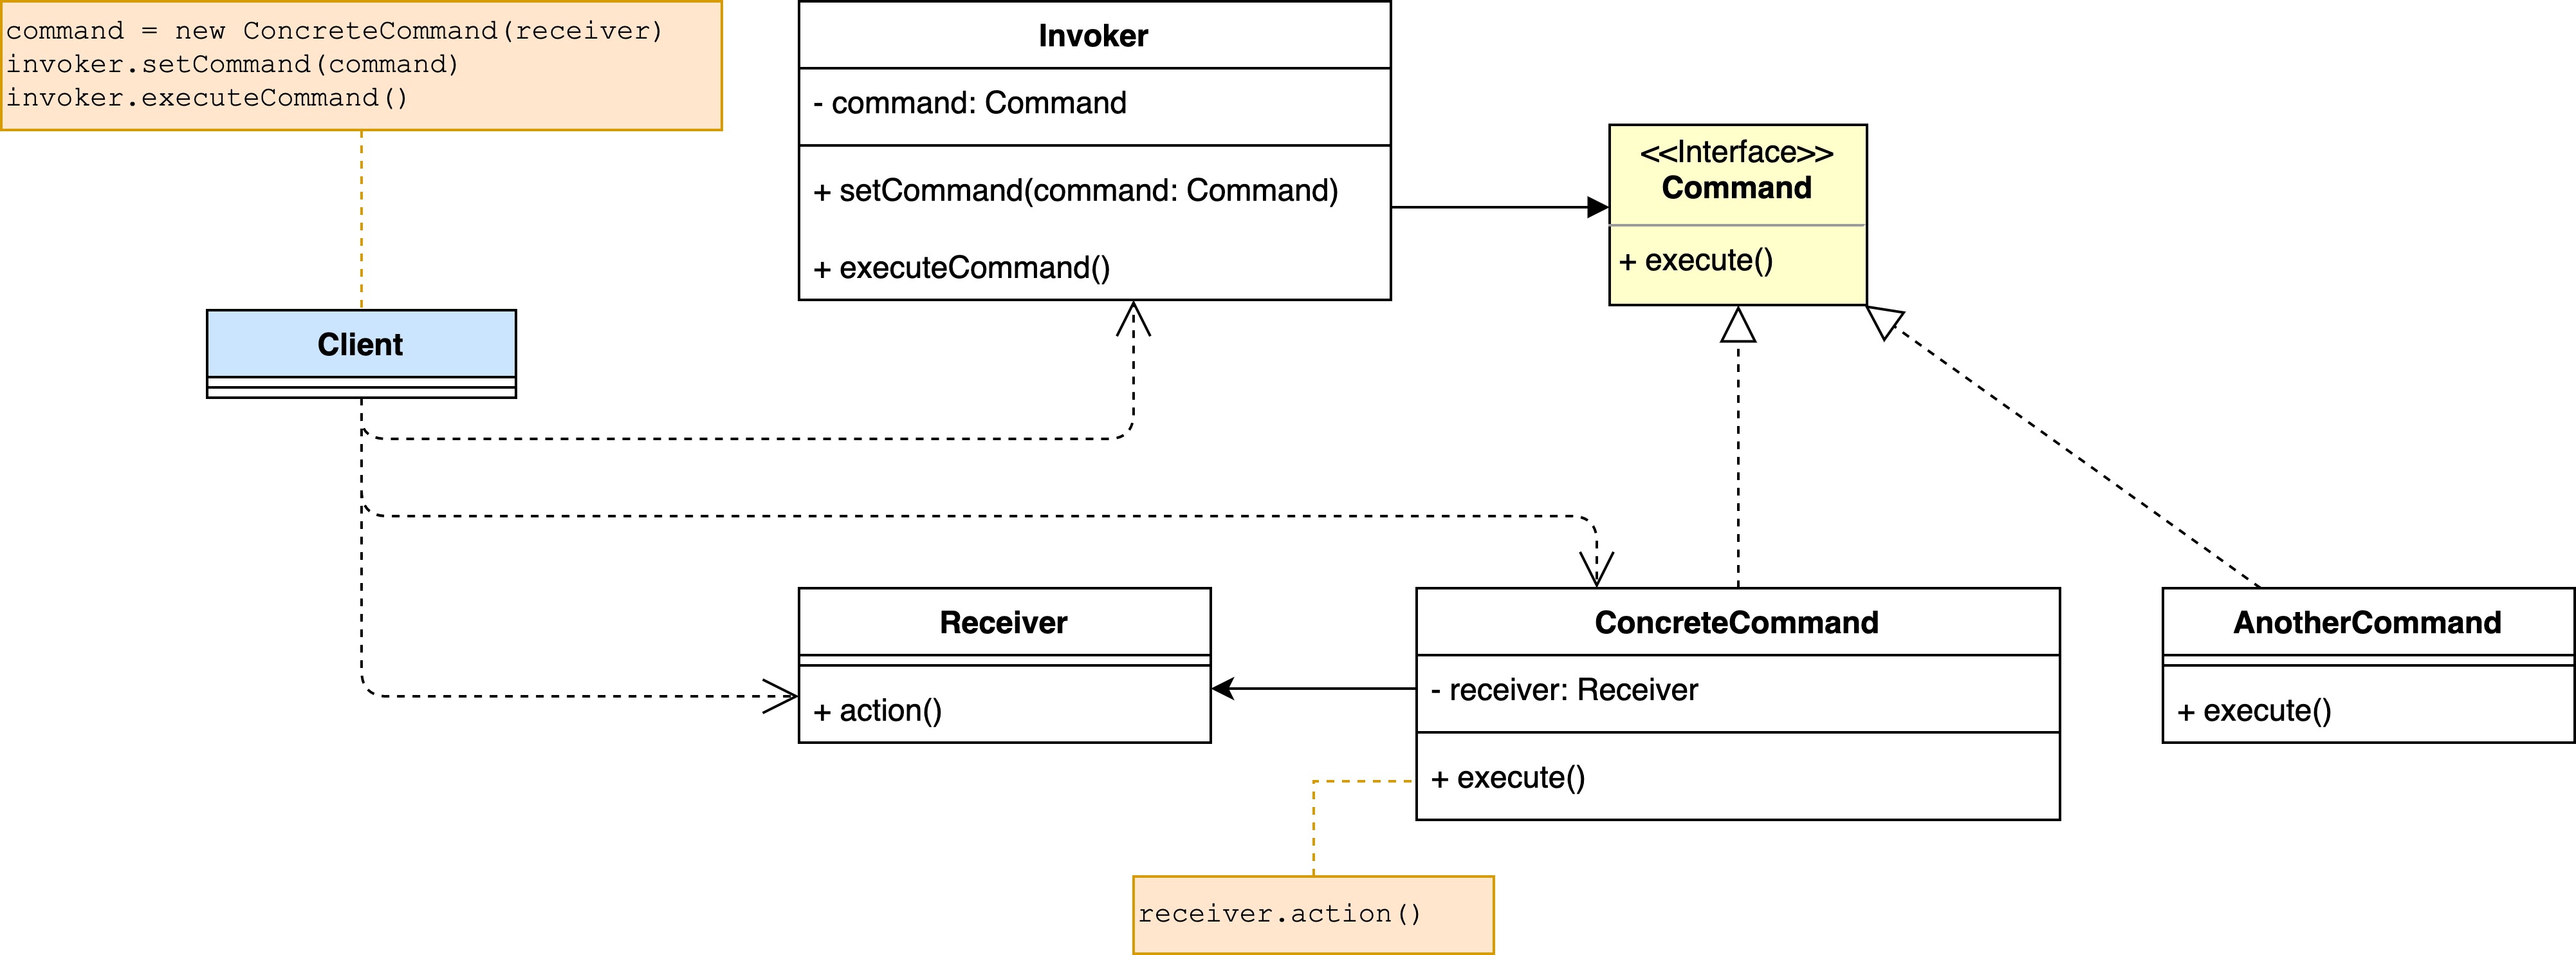 command = new ConcreteCommand(receiver)
invoker.setCommand(command)
invoker.executeCommand()
Invoker
- command: Command
+ setCommand(command: Command)
+ executeCommand()
<<Interface>>
Command
+ execute()
Client
Receiver
+ action()
ConcreteCommand
- receiver: Receiver
+ execute()
AnotherCommand
+ execute()
receiver.action()